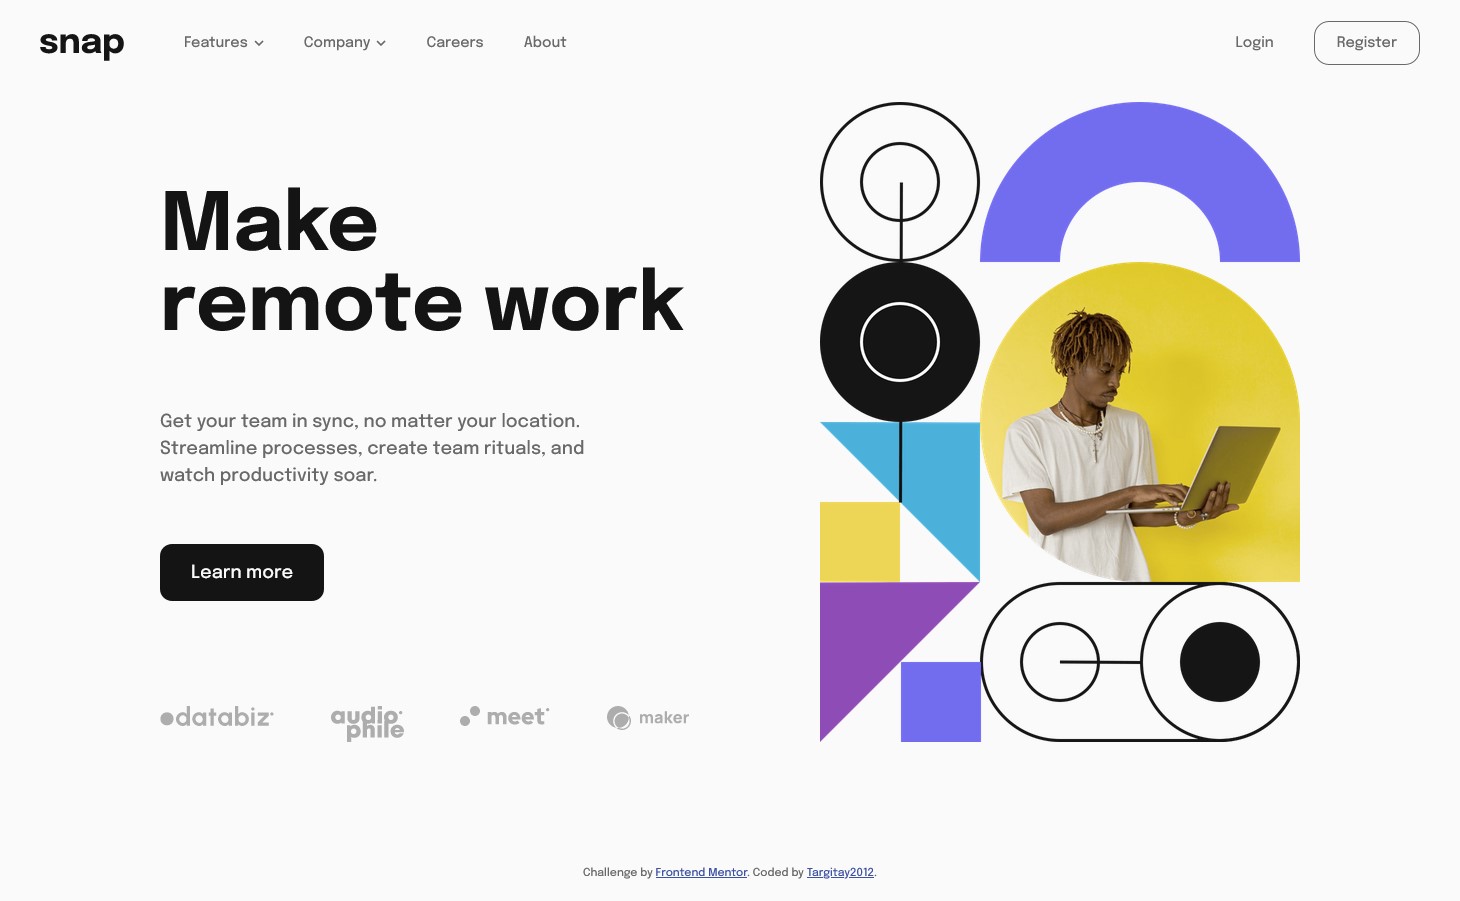 snap
Features
Company
Careers
About
Login
Register
Make
remote work
Get your team in sync, no matter your location.
Streamline processes, create team rituals, and
watch productivity soar.
Learn more
databiz
audio
phile
meet
maker
Challenge by Frontend Mentor. Coded by Targitay2012.